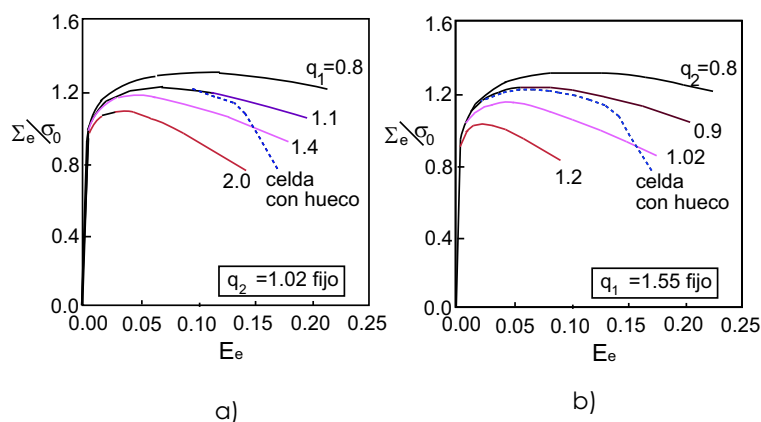 1.6
1.2
0.8
0.4
0.0
Σe/σ0
q1=0.8
1.1
1.4
2.0
celda
con hueco
q2 =1.02 fijo
0.00 0.05 0.10 0.15 0.20 0.25
Ee
a)
1.6
1.2
0.8
0.4
0.0
Σe/σ0
q2=0.8
0.9
1.02
1.2
celda
con hueco
q1 =1.55 fijo
0.00 0.05 0.10 0.15 0.20 0.25
Ee
b)